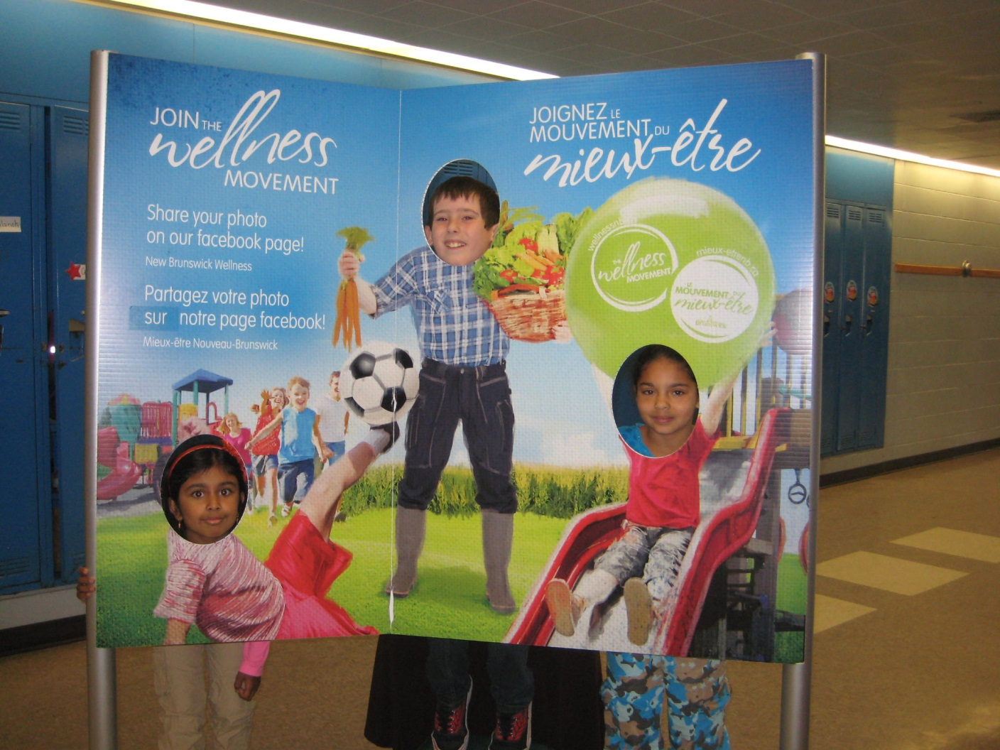 JOIN THE
wellness
MOVEMENT
Share your photo
on our facebook page!
New Brunswick Wellness
Partagez votre photo
sur notre page facebook!
Mieux-être Nouveau-Brunswick
JOIGNEZ LE
MOUVEMENT DU
mieux-être
THE
wellness
MOVEMENT
mieux-etrenb.ca
LE
MOUVEMENT DU
mieux-être